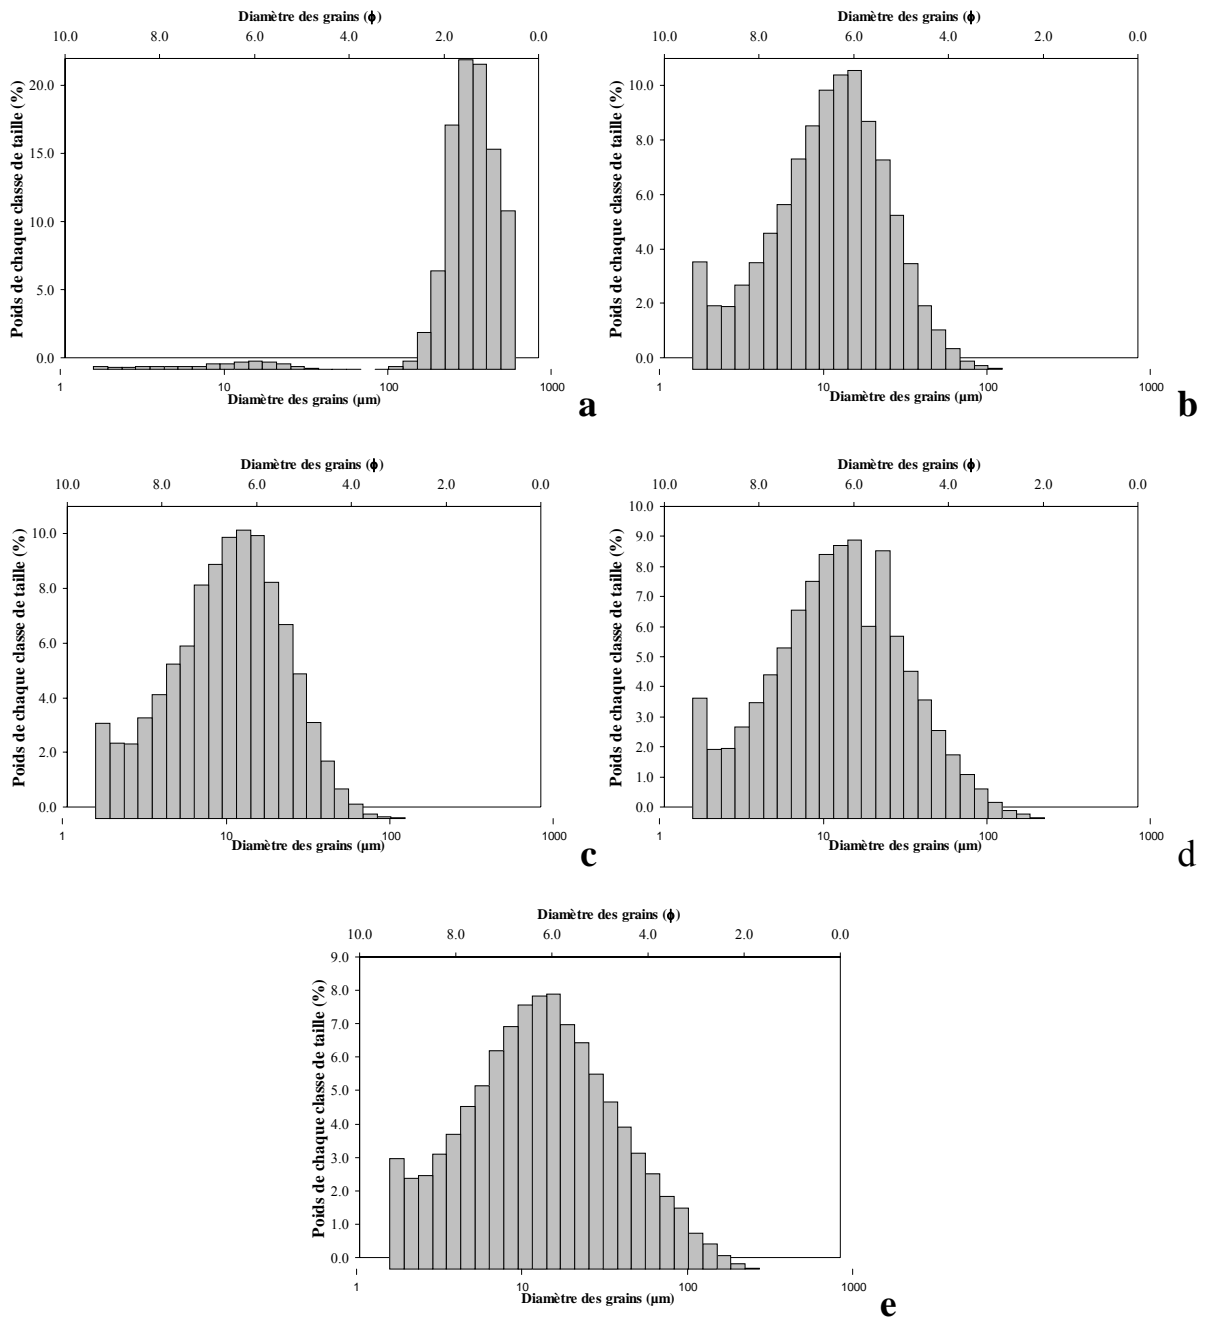 Diamètre des grains (ϕ)
10.0 8.0 6.0 4.0 2.0 0.0
Poids de chaque classe de taille (%)
20.0
15.0
10.0
5.0
0.0
1 10 100 1000
Diamètre des grains (µm)
a
Diamètre des grains (ϕ)
10.0 8.0 6.0 4.0 2.0 0.0
Poids de chaque classe de taille (%)
10.0
8.0
6.0
4.0
2.0
0.0
1 10 100 1000
Diamètre des grains (µm)
b
Diamètre des grains (ϕ)
10.0 8.0 6.0 4.0 2.0 0.0
Poids de chaque classe de taille (%)
10.0
8.0
6.0
4.0
2.0
0.0
1 10 100 1000
Diamètre des grains (µm)
c
Diamètre des grains (ϕ)
10.0 8.0 6.0 4.0 2.0 0.0
Poids de chaque classe de taille (%)
10.0
9.0
8.0
7.0
6.0
5.0
4.0
3.0
2.0
1.0
0.0
1 10 100 1000
Diamètre des grains (µm)
d
Diamètre des grains (ϕ)
10.0 8.0 6.0 4.0 2.0 0.0
Poids de chaque classe de taille (%)
9.0
8.0
7.0
6.0
5.0
4.0
3.0
2.0
1.0
0.0
1 10 100 1000
Diamètre des grains (µm)
e